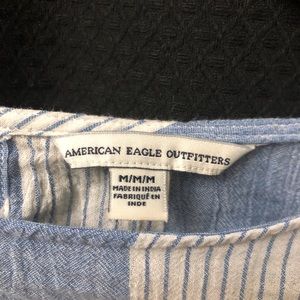 AMERICAN EAGLE OUTFITTERS
M/M/M
MADE IN INDIA
FABRIQUÉ EN
INDE